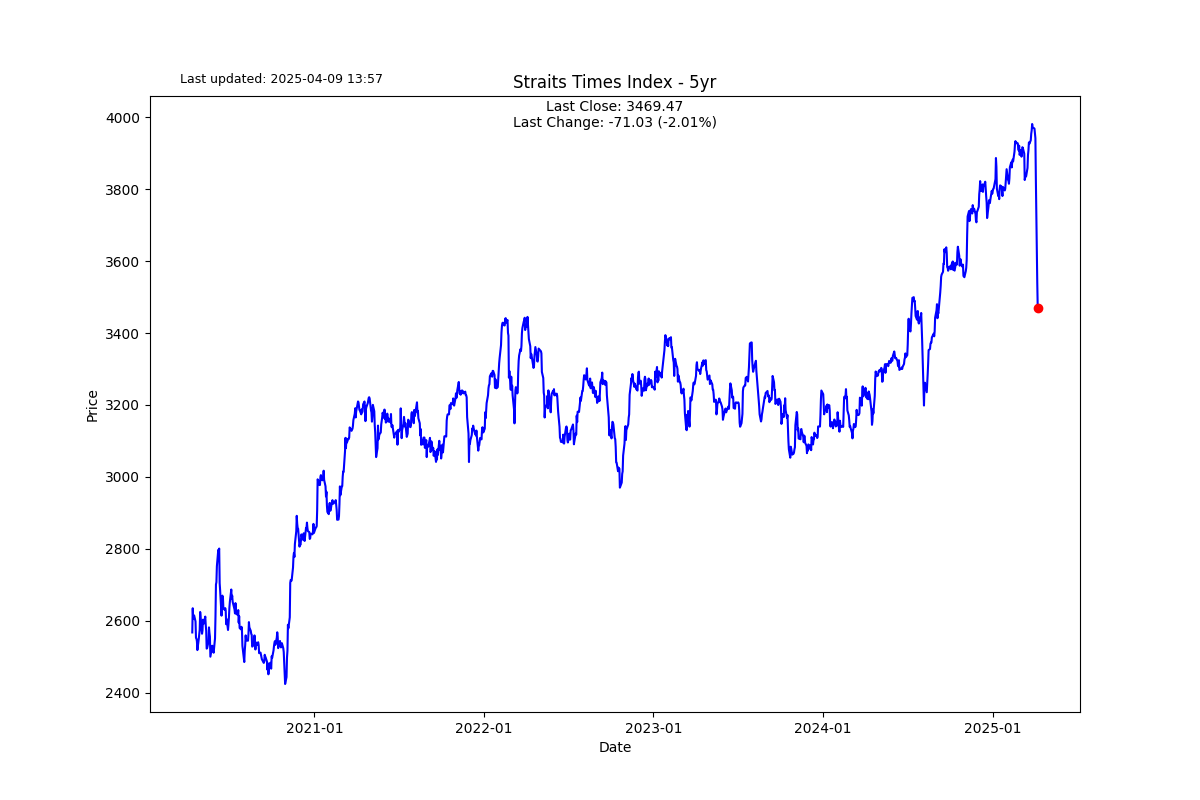 Last updated: 2025-04-09 13:57
Straits Times Index - 5yr
Last Close: 3469.47
Last Change: -71.03 (-2.01%)
4000
3800
3600
3400
3200
3000
2800
2600
2400
Price
2021-01
2022-01
2023-01
2024-01
2025-01
Date